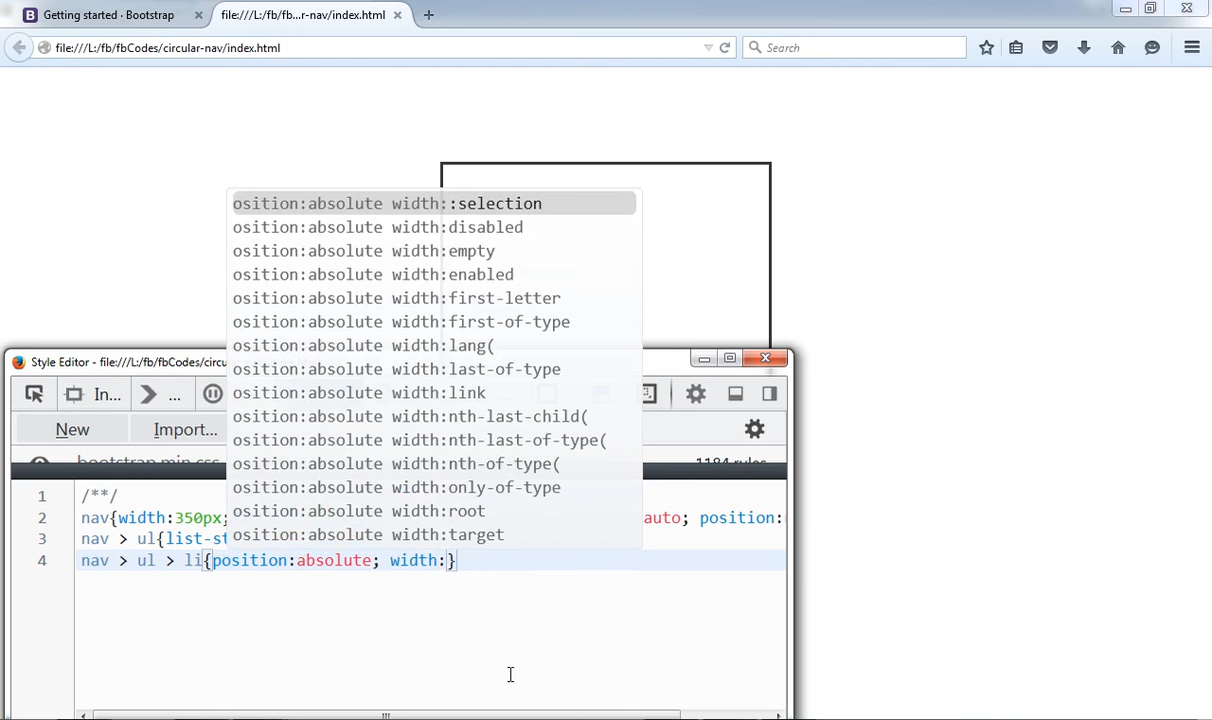 Getting started · Bootstrap
file:///L:/fb/fb...r-nav/index.html
file:///L:/fb/fbCodes/circular-nav/index.html
Search
osition:absolute width::selection
osition:absolute width:disabled
osition:absolute width:empty
osition:absolute width:enabled
osition:absolute width:first-letter
osition:absolute width:first-of-type
osition:absolute width:lang(
osition:absolute width:last-of-type
osition:absolute width:link
osition:absolute width:nth-last-child(
osition:absolute width:nth-last-of-type(
osition:absolute width:nth-of-type(
osition:absolute width:only-of-type
osition:absolute width:root
osition:absolute width:target
Style Editor - file:///L:/fb/fbCodes/circu
In... ...
New Import...
bootstrap.min.css 1184 rules
1 /**/
2 nav{width:350px; auto; position:
3 nav > ul{list-st
4 nav > ul > li{position:absolute; width:}